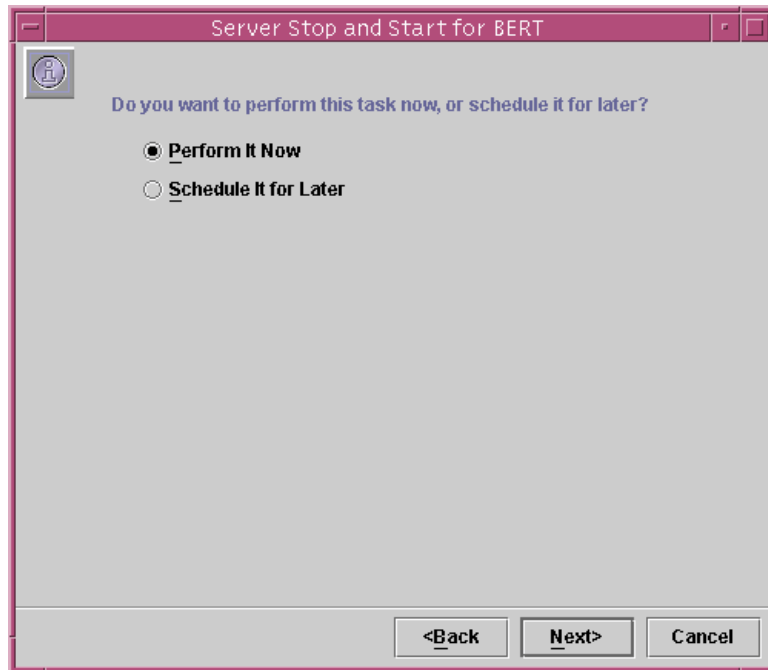 Server Stop and Start for BERT
Do you want to perform this task now, or schedule it for later?
Perform It Now
Schedule It for Later
<Back Next> Cancel